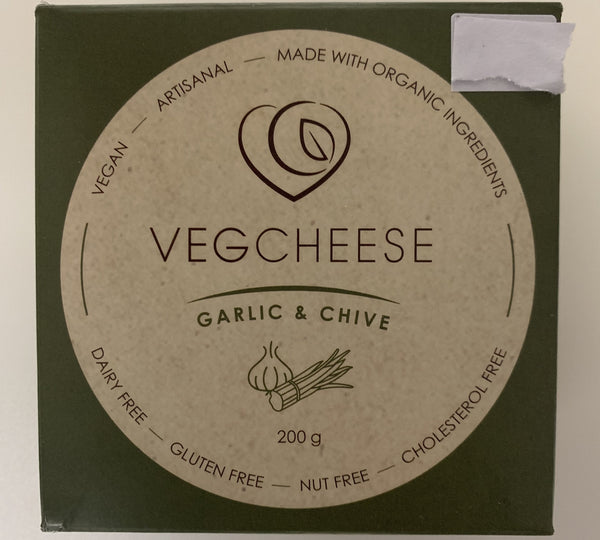 VEGAN — ARTISANAL — MADE WITH ORGANIC INGREDIENTS
VEGCHEESE
GARLIC & CHIVE
200 g
DAIRY FREE — GLUTEN FREE — NUT FREE — CHOLESTEROL FREE